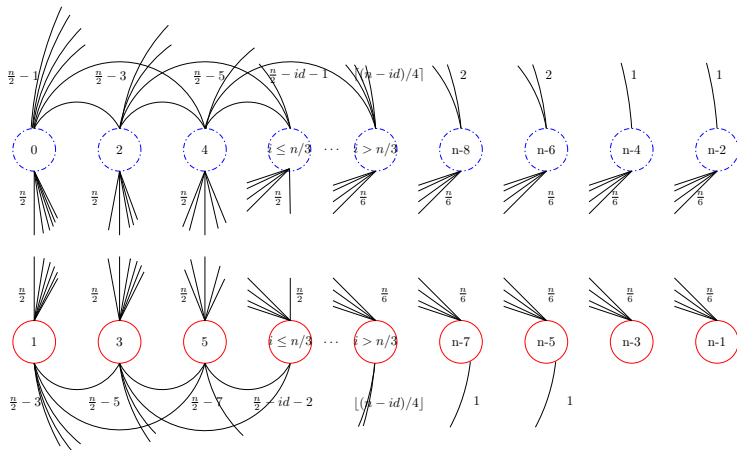 n/2 − 1 n/2 − 3 n/2 − 5 n/2 − id − 1 ⌈(n − id)/4⌉ 2 2 1 1
0 2 4 i ≤ n/3 ··· i > n/3 n-8 n-6 n-4 n-2
n/2 n/2 n/2 n/2 n/6 n/6 n/6 n/6 n/6
n/2 n/2 n/2 n/2 n/6 n/6 n/6 n/6 n/6
1 3 5 i ≤ n/3 ··· i > n/3 n-7 n-5 n-3 n-1
n/2 − 3 n/2 − 5 n/2 − 7 n/2 − id − 2 ⌊(n − id)/4⌋ 1 1